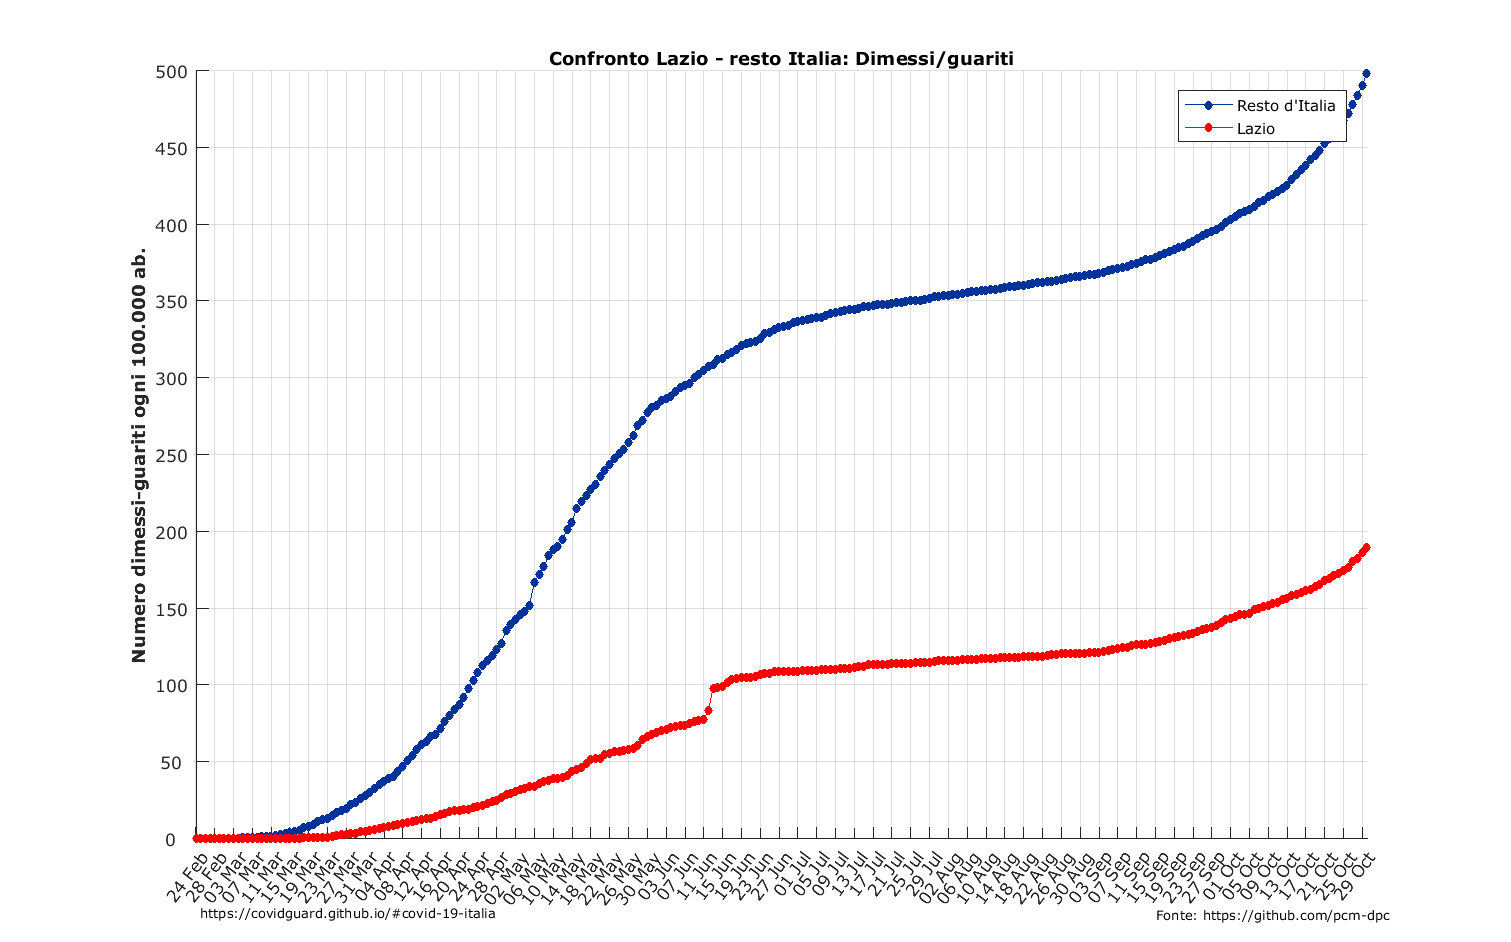 Confronto Lazio - resto Italia: Dimessi/guariti
Resto d'Italia
Lazio
Numero dimessi-guariti ogni 100.000 ab.
500
450
400
350
300
250
200
150
100
50
0
24 Feb
28 Feb
03 Mar
07 Mar
11 Mar
15 Mar
19 Mar
23 Mar
27 Mar
31 Mar
04 Apr
08 Apr
12 Apr
16 Apr
20 Apr
24 Apr
28 Apr
02 May
06 May
10 May
14 May
18 May
22 May
26 May
30 May
03 Jun
07 Jun
11 Jun
15 Jun
19 Jun
23 Jun
27 Jun
01 Jul
05 Jul
09 Jul
13 Jul
17 Jul
21 Jul
25 Jul
29 Jul
02 Aug
06 Aug
10 Aug
14 Aug
18 Aug
22 Aug
26 Aug
30 Aug
03 Sep
07 Sep
11 Sep
15 Sep
19 Sep
23 Sep
27 Sep
01 Oct
05 Oct
09 Oct
13 Oct
17 Oct
21 Oct
25 Oct
29 Oct
https://covidguard.github.io/#covid-19-italia
Fonte: https://github.com/pcm-dpc